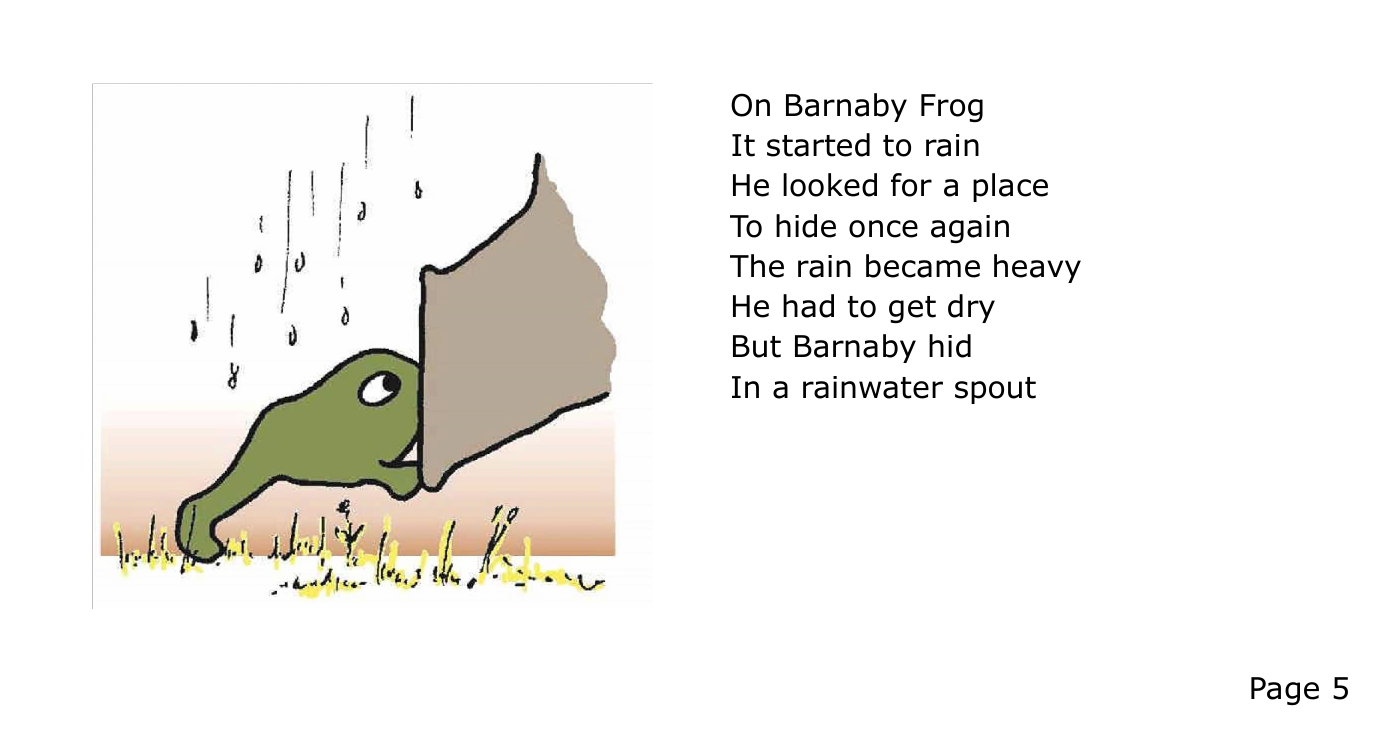 On Barnaby Frog
It started to rain
He looked for a place
To hide once again
The rain became heavy
He had to get dry
But Barnaby hid
In a rainwater spout
Page 5